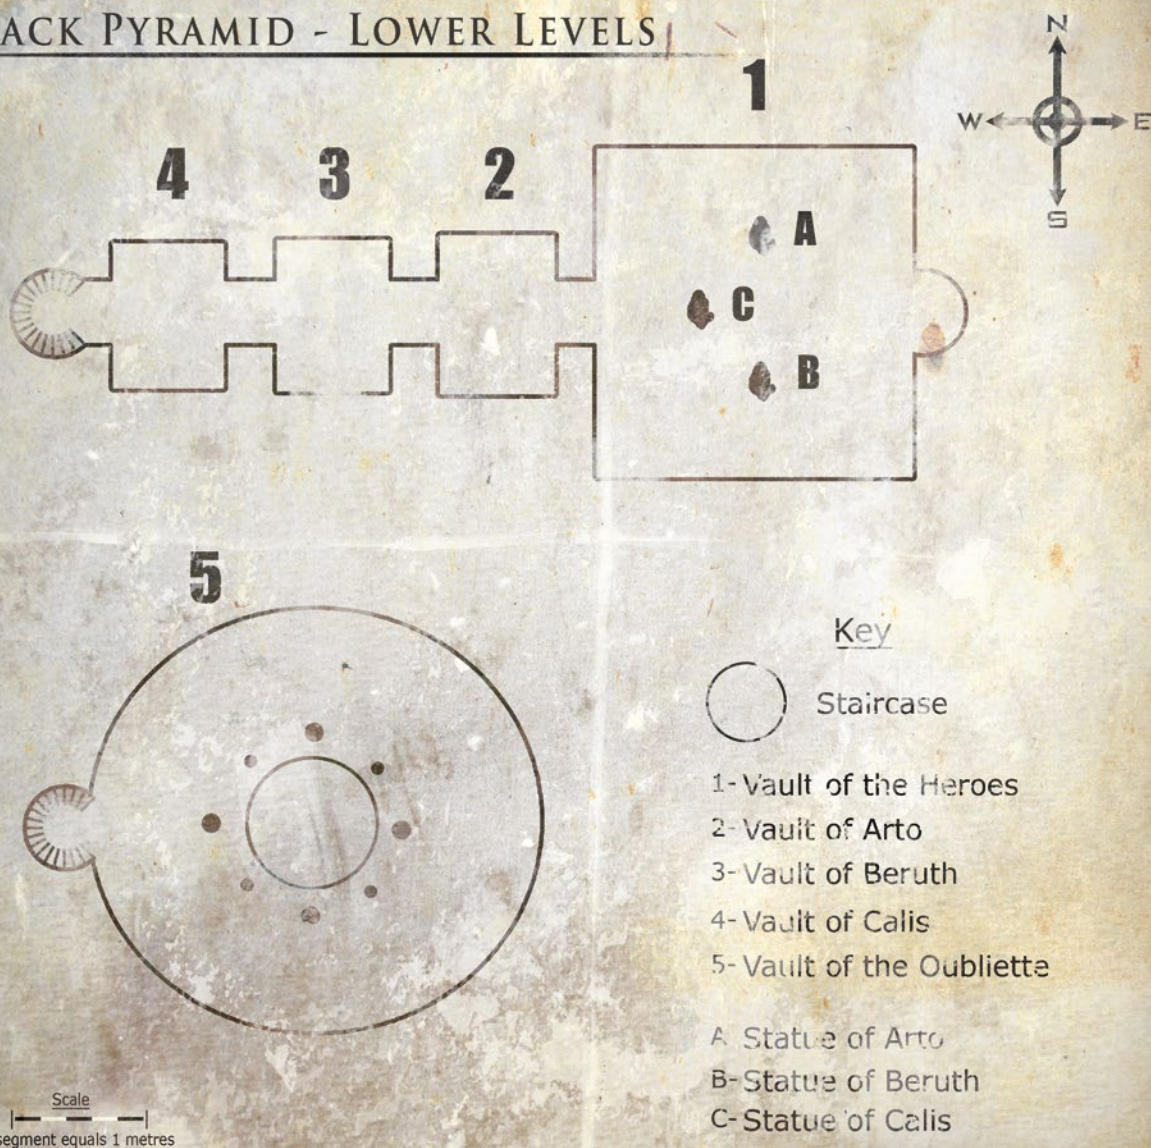 ACK PYRAMID - LOWER LEVELS
N
W E
S
1
4 3 2
A
C
B
5
Key
Staircase
1- Vault of the Heroes
2- Vault of Arto
3- Vault of Beruth
4- Vault of Calis
5- Vault of the Oubliette
A Statue of Arto
B- Statue of Beruth
C- Statue of Calis
Scale
segment equals 1 metres